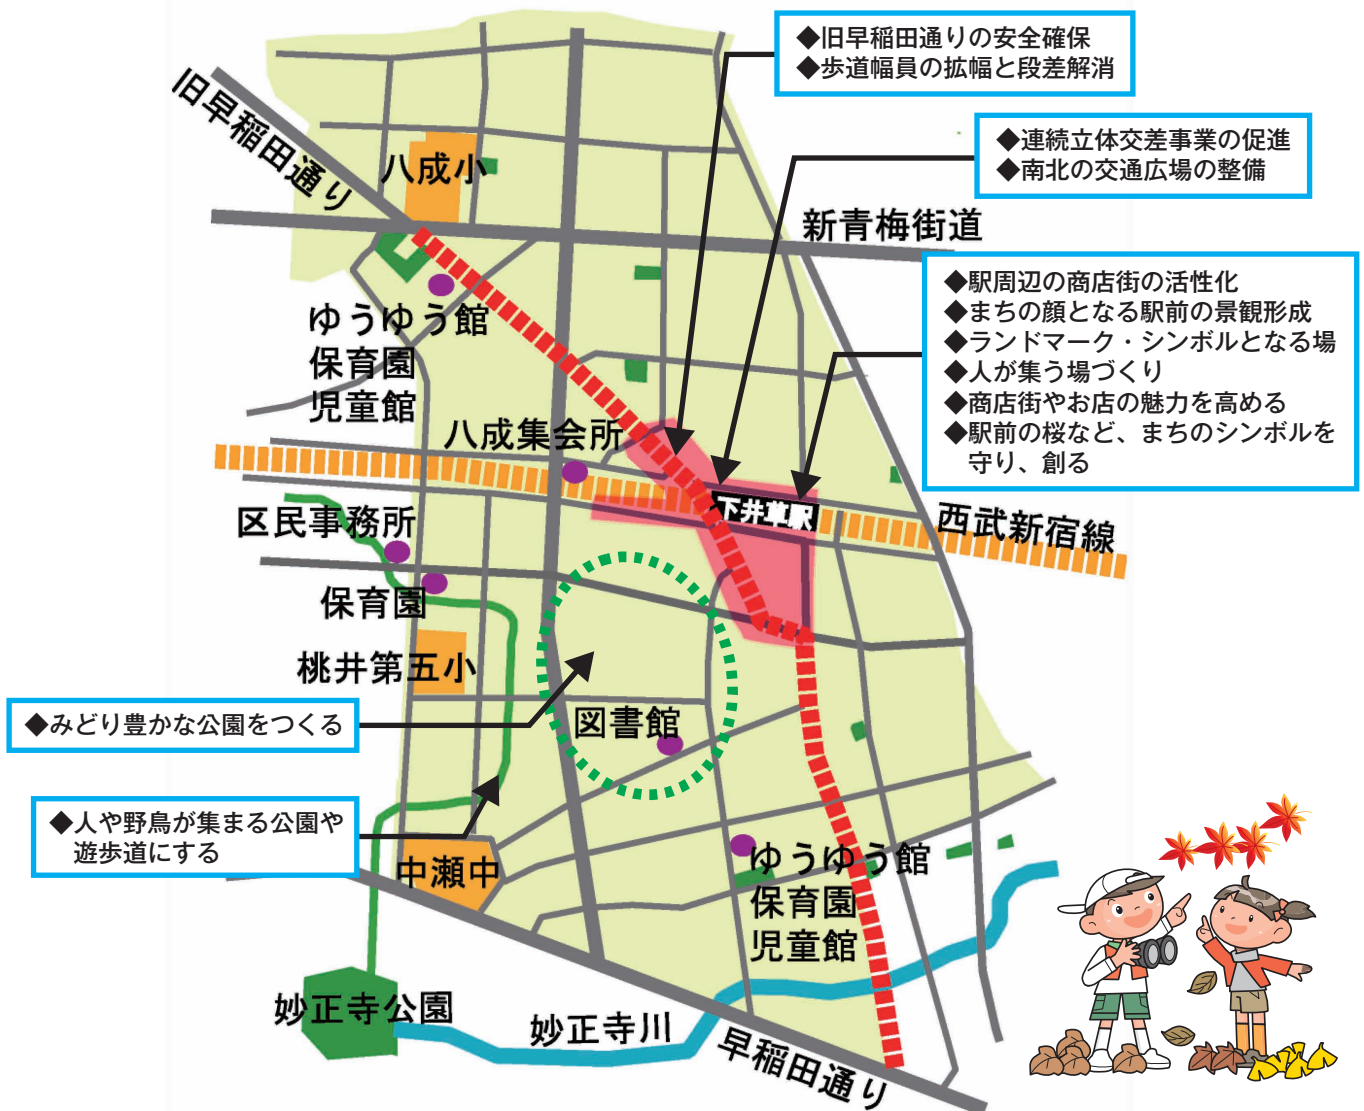 ◆旧早稲田通りの安全確保
◆歩道幅員の拡幅と段差解消
旧早稲田通り
◆連続立体交差事業の促進
◆南北の交通広場の整備
八成小
新青梅街道
◆駅周辺の商店街の活性化
◆まちの顔となる駅前の景観形成
◆ランドマーク・シンボルとなる場
◆人が集う場づくり
◆商店街やお店の魅力を高める
◆駅前の桜など、まちのシンボルを
守り、創る
ゆうゆう館
保育園
児童館
八成集会所
下井草駅
西武新宿線
区民事務所
保育園
桃井第五小
◆みどり豊かな公園をつくる
図書館
◆人や野鳥が集まる公園や
遊歩道にする
中瀬中
ゆうゆう館
保育園
児童館
妙正寺公園
妙正寺川
早稲田通り